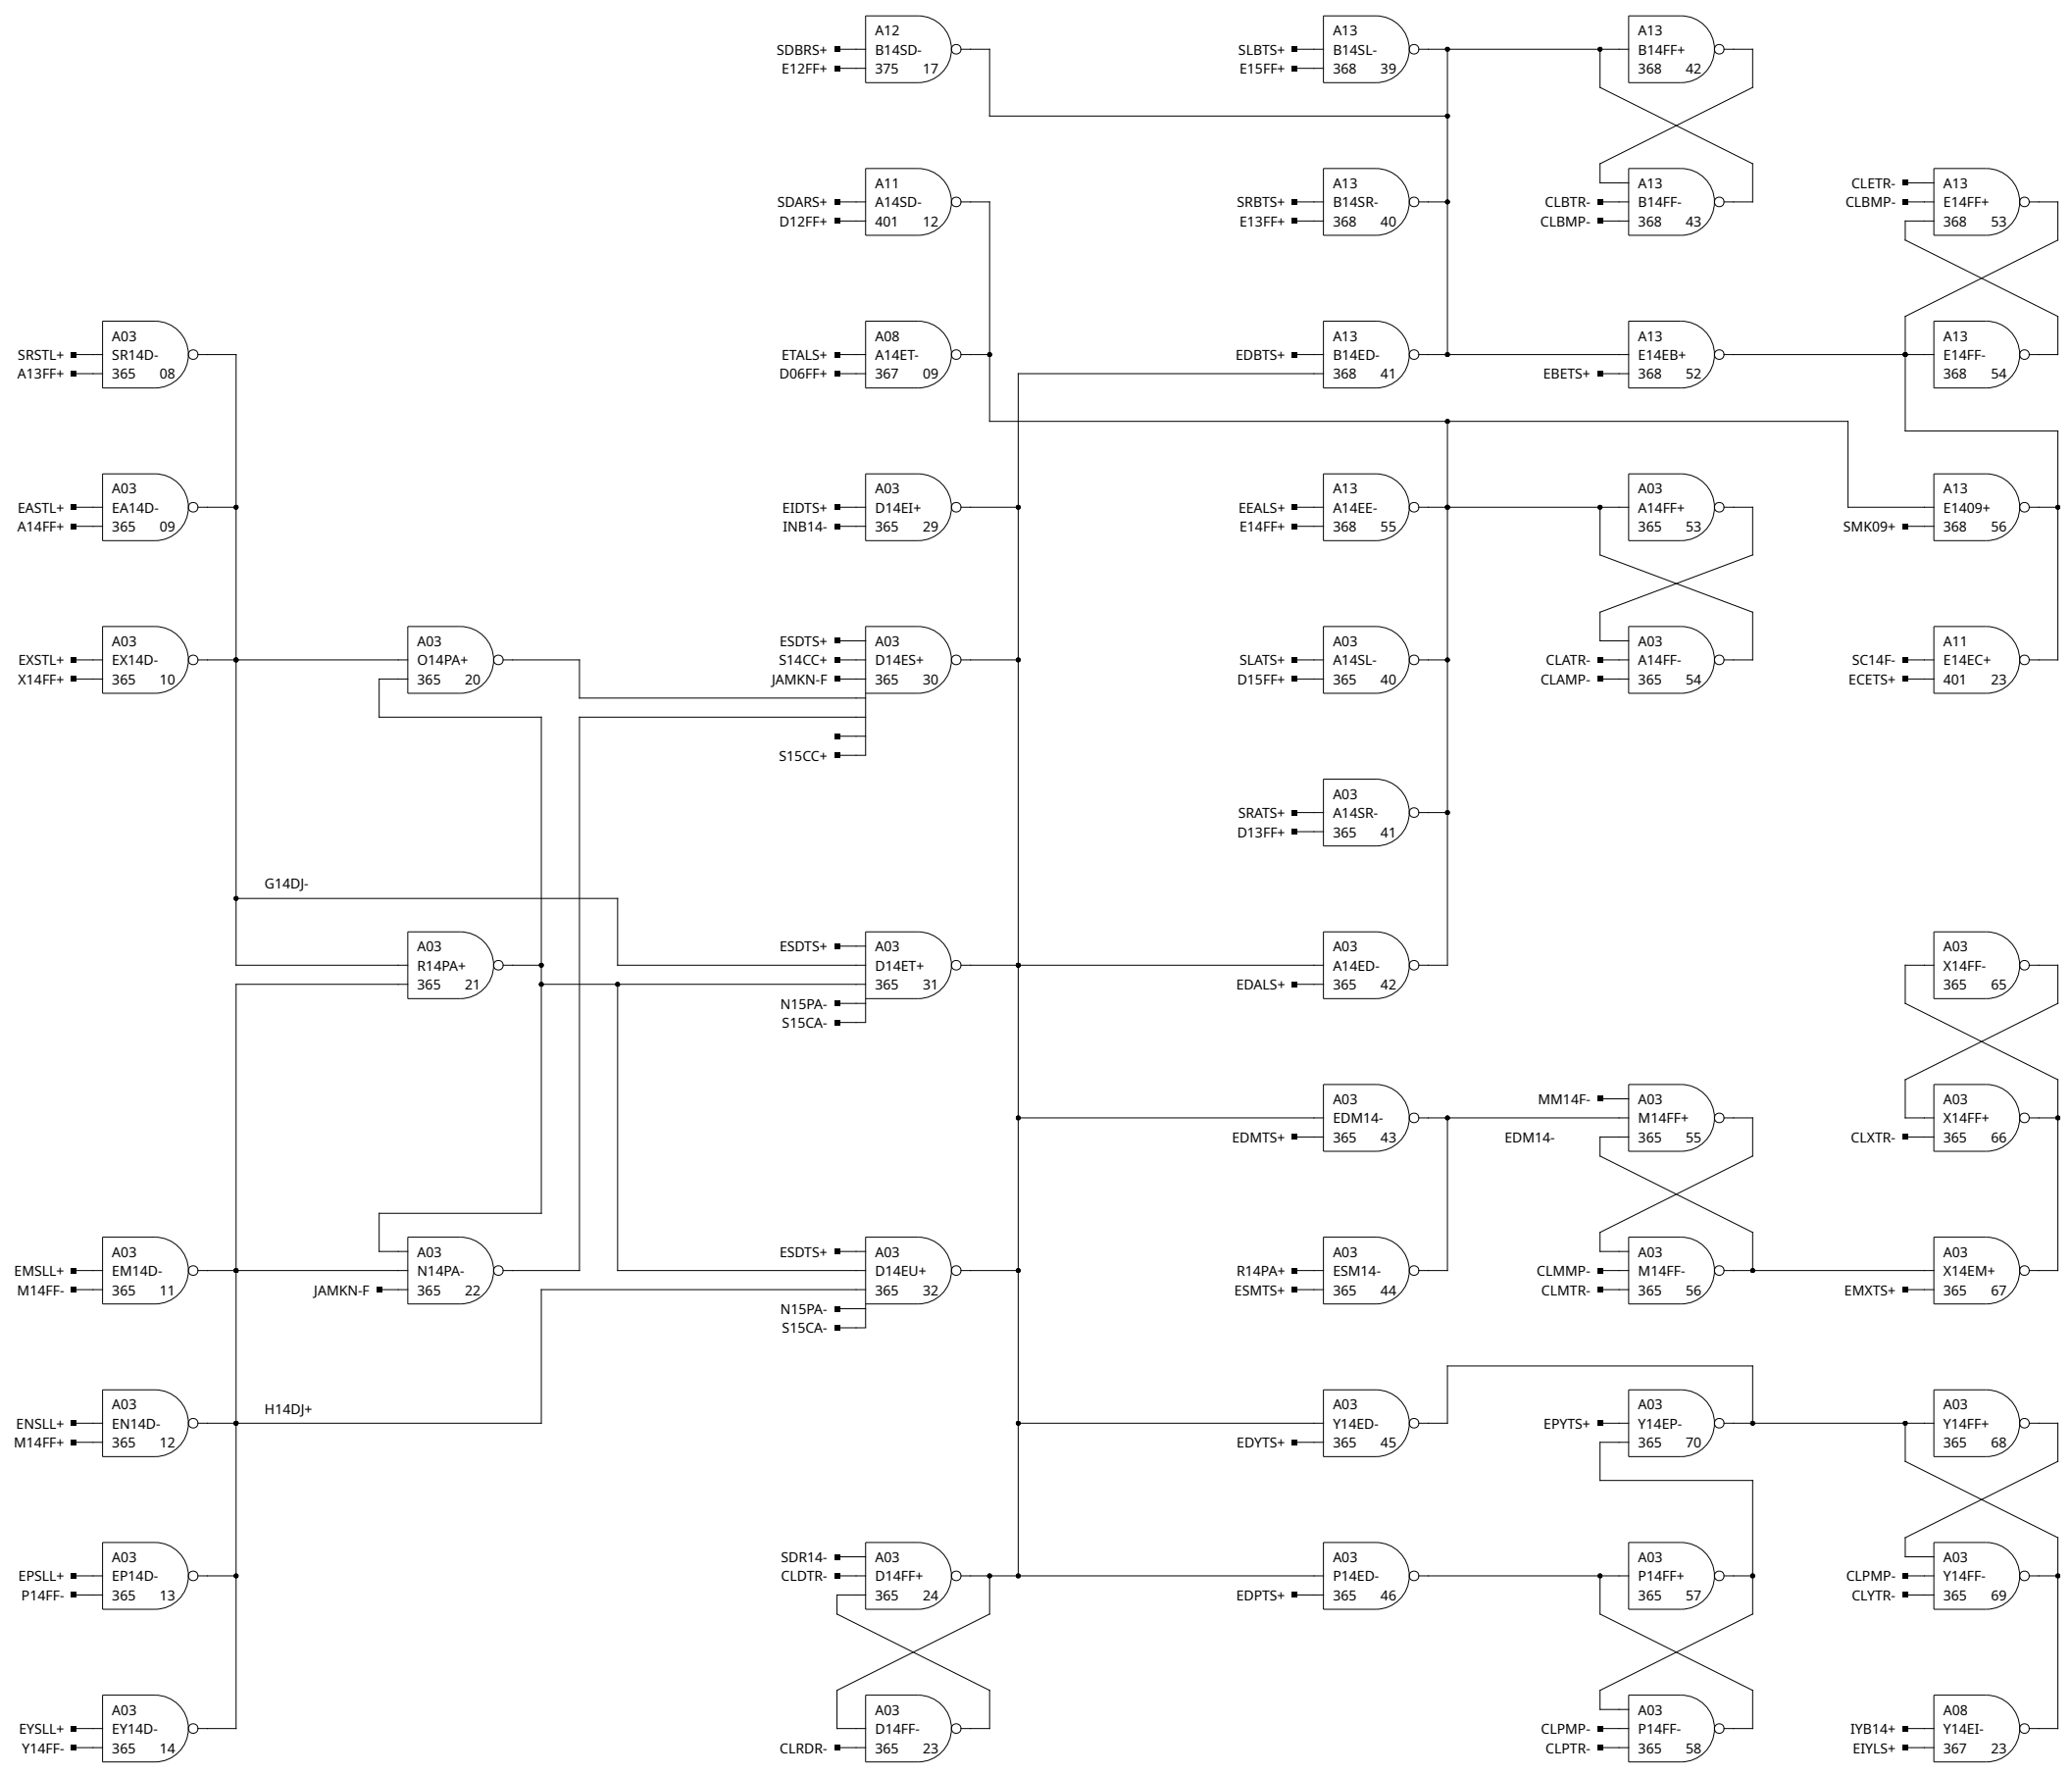 SDBRS+
E12FF+
A12
B14SD-
375 17
SLBTS+
E15FF+
A13
B14SL-
368 39
A13
B14FF+
368 42
SDARS+
D12FF+
A11
A14SD-
401 12
SRBTS+
E13FF+
A13
B14SR-
368 40
CLBTR-
CLBMP-
A13
B14FF-
368 43
CLETR-
CLBMP-
A13
E14FF+
368 53
SRSTL+
A13FF+
A03
SR14D-
365 08
ETALS+
D06FF+
A08
A14ET-
367 09
EDBTS+
A13
B14ED-
368 41
EBETS+
A13
E14EB+
368 52
A13
E14FF-
368 54
EASTL+
A14FF+
A03
EA14D-
365 09
EIDTS+
INB14-
A03
D14EI+
365 29
EEALS+
E14FF+
A13
A14EE-
368 55
A03
A14FF+
365 53
SMK09+
A13
E1409+
368 56
EXSTL+
X14FF+
A03
EX14D-
365 10
A03
O14PA+
365 20
ESDTS+
S14CC+
JAMKN-F
S15CC+
A03
D14ES+
365 30
SLATS+
D15FF+
A03
A14SL-
365 40
CLATR-
CLAMP-
A03
A14FF-
365 54
SC14F-
ECETS+
A11
E14EC+
401 23
SRATS+
D13FF+
A03
A14SR-
365 41
G14DJ-
A03
R14PA+
365 21
ESDTS+
N15PA-
S15CA-
A03
D14ET+
365 31
EDALS+
A03
A14ED-
365 42
A03
X14FF-
365 65
EDMTS+
A03
EDM14-
365 43
MM14F-
EDM14-
A03
M14FF+
365 55
CLXTR-
A03
X14FF+
365 66
EMSLL+
M14FF-
A03
EM14D-
365 11
JAMKN-F
A03
N14PA-
365 22
ESDTS+
N15PA-
S15CA-
A03
D14EU+
365 32
R14PA+
ESMTS+
A03
ESM14-
365 44
CLMMP-
CLMTR-
A03
M14FF-
365 56
EMXTS+
A03
X14EM+
365 67
ENSLL+
M14FF+
A03
EN14D-
365 12
H14DJ+
EDYTS+
A03
Y14ED-
365 45
EPYTS+
A03
Y14EP-
365 70
A03
Y14FF+
365 68
EPSLL+
P14FF-
A03
EP14D-
365 13
SDR14-
CLDTR-
A03
D14FF+
365 24
EDPTS+
A03
P14ED-
365 46
A03
P14FF+
365 57
CLPMP-
CLYTR-
A03
Y14FF-
365 69
EYSLL+
Y14FF-
A03
EY14D-
365 14
CLRDR-
A03
D14FF-
365 23
CLPMP-
CLPTR-
A03
P14FF-
365 58
IYB14+
EIYLS+
A08
Y14EI-
367 23